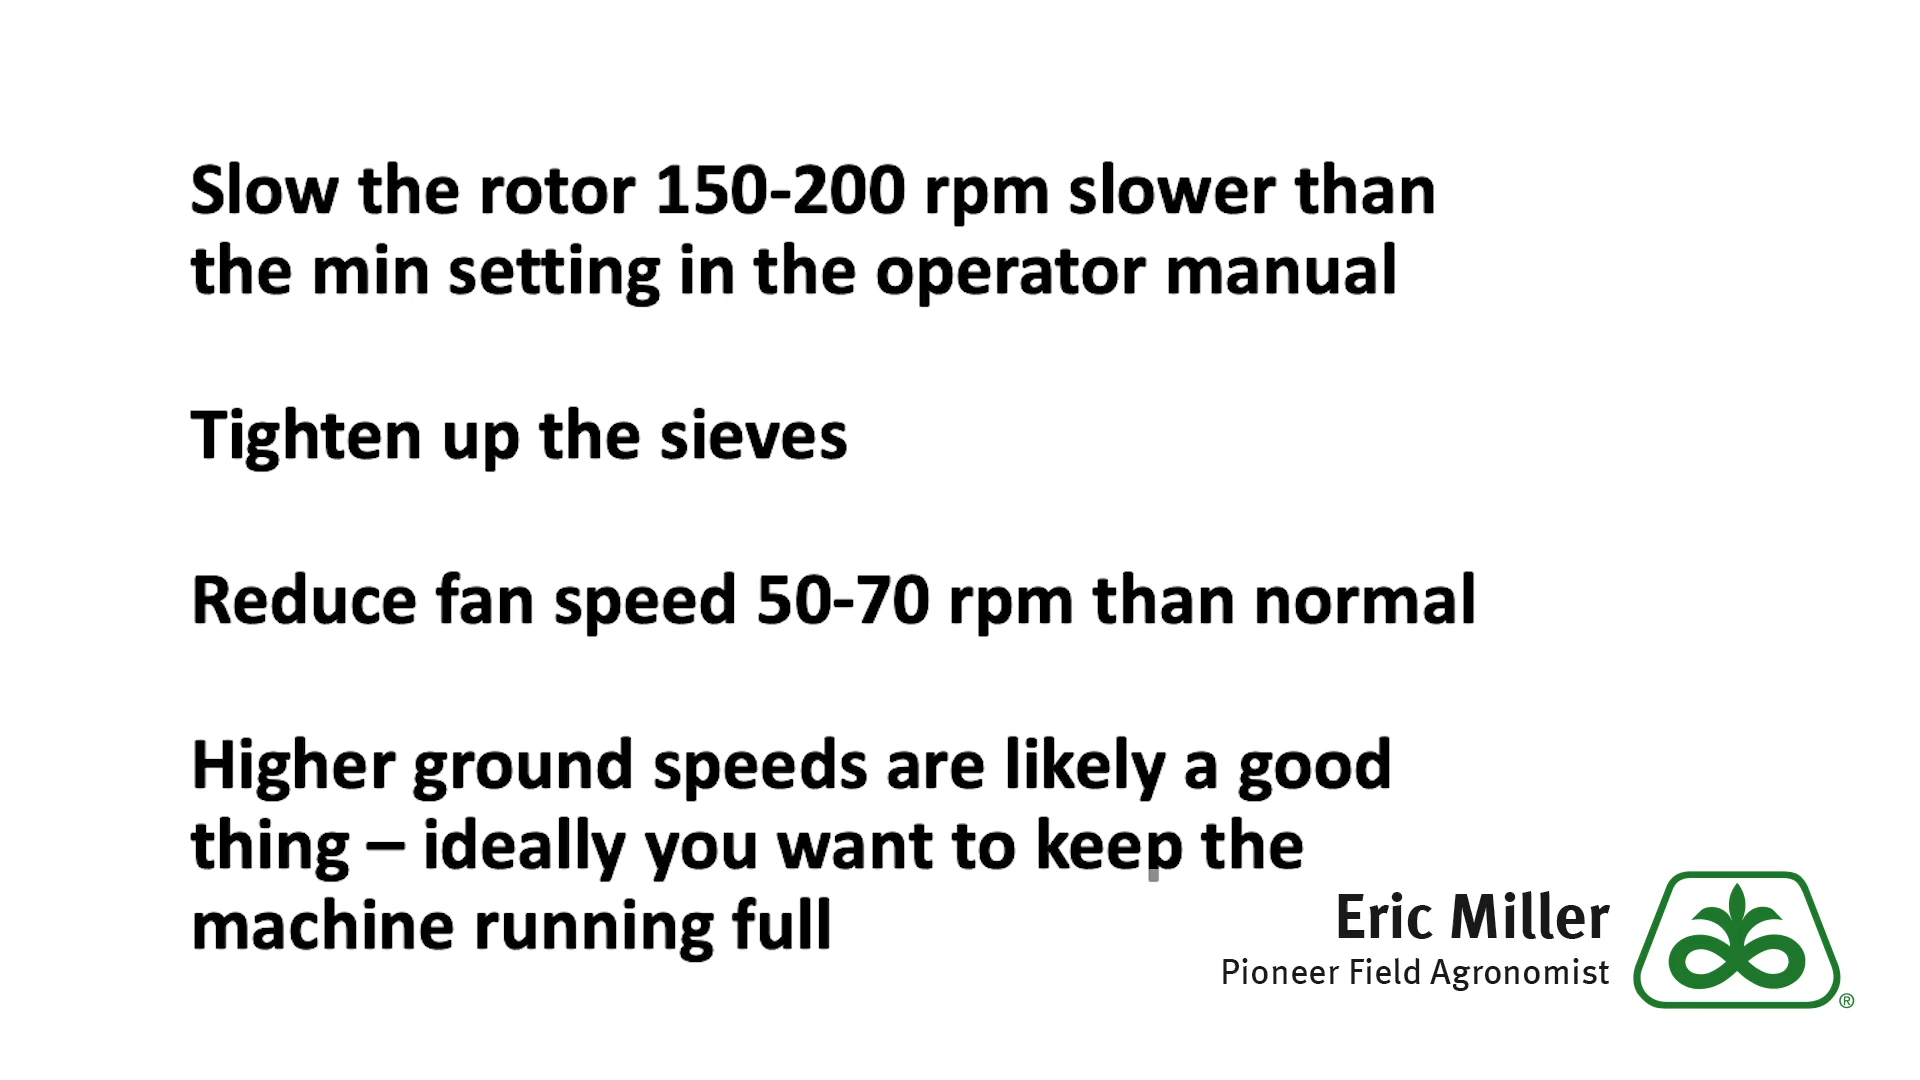 Slow the rotor 150-200 rpm slower than
the min setting in the operator manual
Tighten up the sieves
Reduce fan speed 50-70 rpm than normal
Higher ground speeds are likely a good
thing – ideally you want to keep the
machine running full
Eric Miller
Pioneer Field Agronomist
®